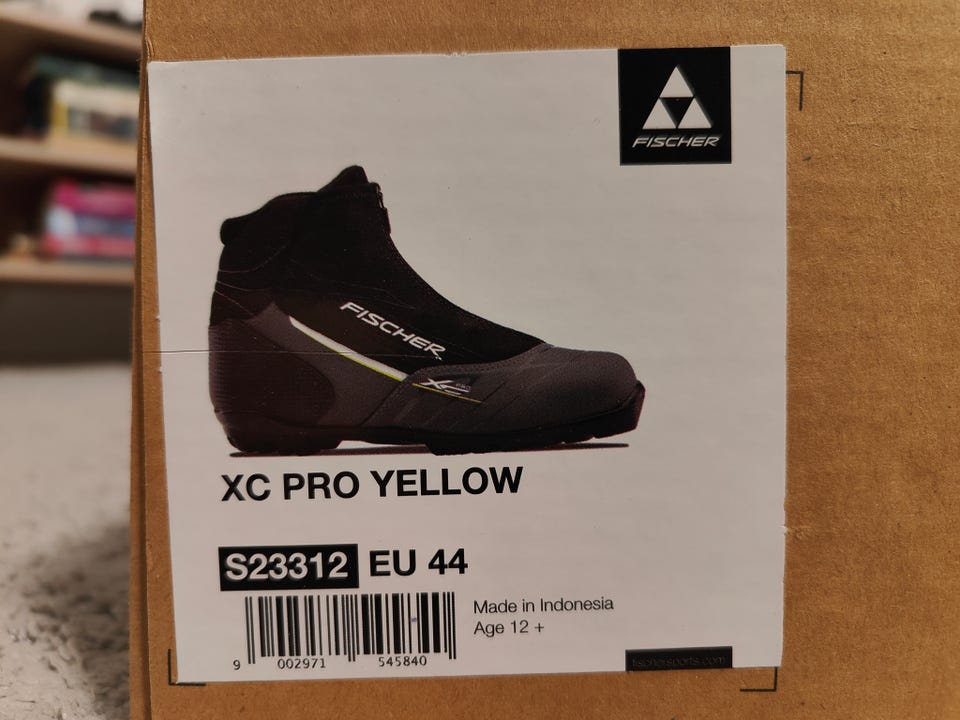 FISCHER
FISCHER
XC PRO
XC PRO YELLOW
S23312 EU 44
Made in Indonesia
Age 12 +
9 002971 545840
fischersports.com